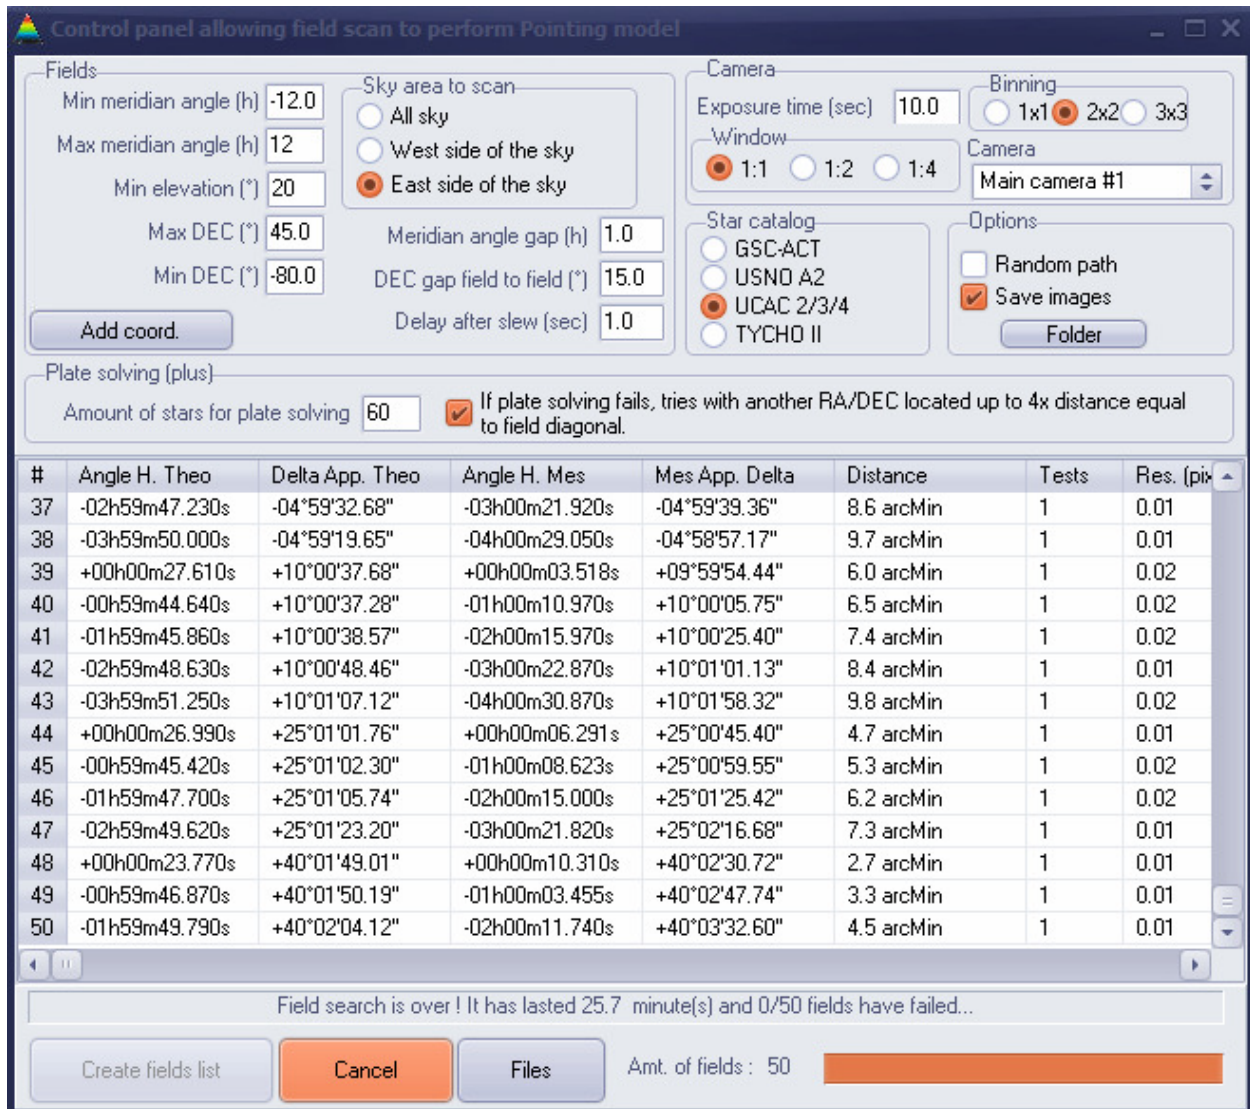 Control panel allowing field scan to perform Pointing model
Fields
Min meridian angle (h) -12.0
Max meridian angle (h) 12
Min elevation (°) 20
Max DEC (°) 45.0
Min DEC (°) -80.0
Add coord.
Sky area to scan
All sky
West side of the sky
East side of the sky
Meridian angle gap (h) 1.0
DEC gap field to field (°) 15.0
Delay after slew (sec) 1.0
Camera
Exposure time (sec) 10.0
Binning
1x1 2x2 3x3
Window
1:1 1:2 1:4
Camera
Main camera #1
Star catalog
GSC-ACT
USNO A2
UCAC 2/3/4
TYCHO II
Options
Random path
Save images
Folder
Plate solving (plus)
Amount of stars for plate solving 60
If plate solving fails, tries with another RA/DEC located up to 4x distance equal
to field diagonal.
# Angle H. Theo Delta App. Theo Angle H. Mes Mes App. Delta Distance Tests Res. (pix
37 -02h59m47.230s -04°59'32.68" -03h00m21.920s -04°59'39.36" 8.6 arcMin 1 0.01
38 -03h59m50.000s -04°59'19.65" -04h00m29.050s -04°58'57.17" 9.7 arcMin 1 0.01
39 +00h00m27.610s +10°00'37.68" +00h00m03.518s +09°59'54.44" 6.0 arcMin 1 0.02
40 -00h59m44.640s +10°00'37.28" -01h00m10.970s +10°00'05.75" 6.5 arcMin 1 0.02
41 -01h59m45.860s +10°00'38.57" -02h00m15.970s +10°00'25.40" 7.4 arcMin 1 0.02
42 -02h59m48.630s +10°00'48.46" -03h00m22.870s +10°01'01.13" 8.4 arcMin 1 0.01
43 -03h59m51.250s +10°01'07.12" -04h00m30.870s +10°01'58.32" 9.8 arcMin 1 0.02
44 +00h00m26.990s +25°01'01.76" +00h00m06.291s +25°00'45.40" 4.7 arcMin 1 0.01
45 -00h59m45.420s +25°01'02.30" -01h00m08.623s +25°00'59.55" 5.3 arcMin 1 0.02
46 -01h59m47.700s +25°01'05.74" -02h00m15.000s +25°01'25.42" 6.2 arcMin 1 0.02
47 -02h59m49.620s +25°01'23.20" -03h00m21.820s +25°02'16.68" 7.3 arcMin 1 0.01
48 +00h00m23.770s +40°01'49.01" +00h00m10.310s +40°02'30.72" 2.7 arcMin 1 0.01
49 -00h59m46.870s +40°01'50.19" -01h00m03.455s +40°02'47.74" 3.3 arcMin 1 0.01
50 -01h59m49.790s +40°02'04.12" -02h00m11.740s +40°03'32.60" 4.5 arcMin 1 0.01
Field search is over ! It has lasted 25.7 minute(s) and 0/50 fields have failed...
Create fields list
Cancel
Files
Amt. of fields : 50